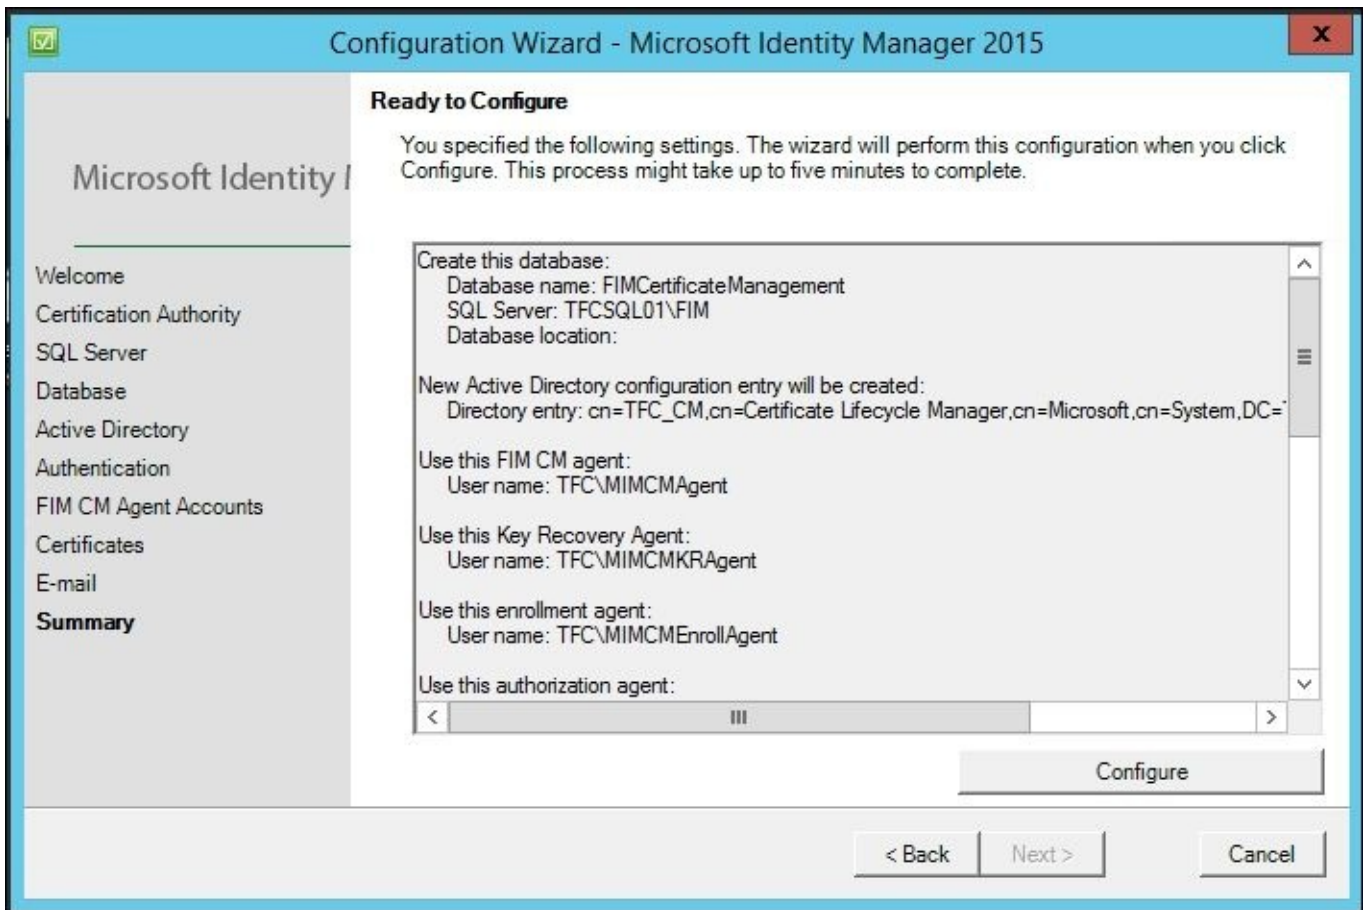 Configuration Wizard - Microsoft Identity Manager 2015
x
Microsoft Identity
Welcome
Certification Authority
SQL Server
Database
Active Directory
Authentication
FIM CM Agent Accounts
Certificates
E-mail
Summary
Ready to Configure
You specified the following settings. The wizard will perform this configuration when you click
Configure. This process might take up to five minutes to complete.
Create this database:
Database name: FIMCertificateManagement
SQL Server: TFCSQL01\FIM
Database location:
New Active Directory configuration entry will be created:
Directory entry: cn=TFC_CM,cn=Certificate Lifecycle Manager,cn=Microsoft,cn=System,DC=
Use this FIM CM agent:
User name: TFC\MIMCMAgent
Use this Key Recovery Agent:
User name: TFC\MIMCMKRAgent
Use this enrollment agent:
User name: TFC\MIMCMEnrollAgent
Use this authorization agent:
Configure
< Back
Next >
Cancel